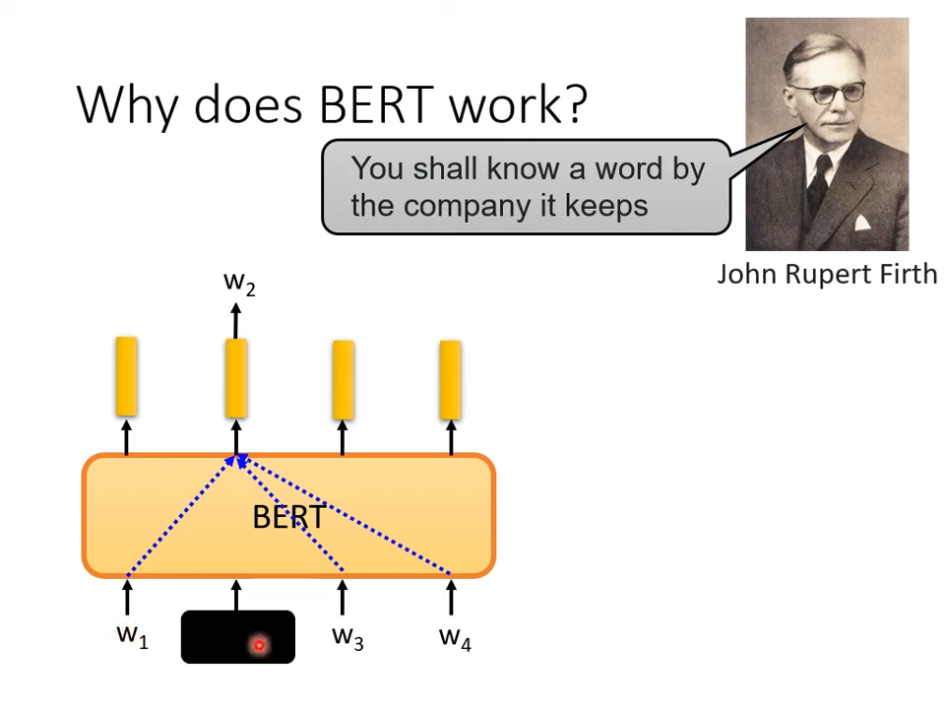 Why does BERT work?
You shall know a word by
the company it keeps
John Rupert Firth
w₂
BERT
w₁
w₃
w₄